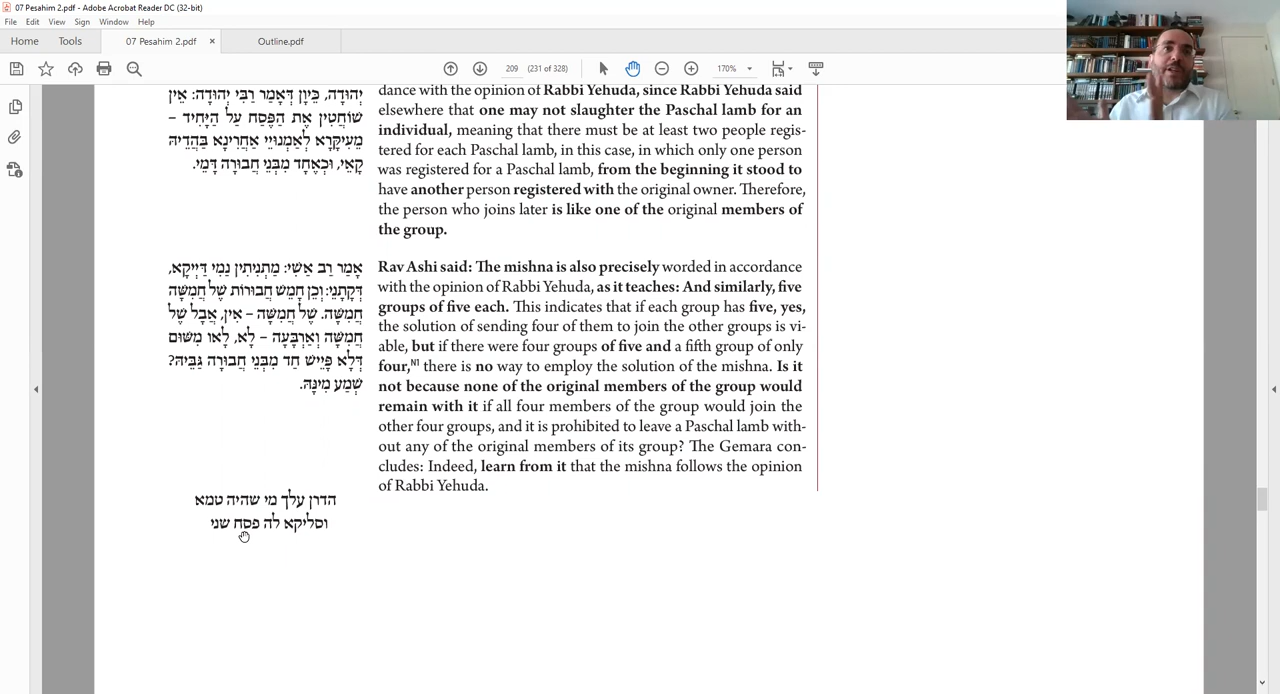 07 Pesahim 2.pdf - Adobe Acrobat Reader DC (32-bit)
File Edit View Sign Window Help
Home Tools 07 Pesahim 2.pdf × Outline.pdf
209 (231 of 328) 170%
יְהוּדָה, כֵּיוָן דְּאָמַר רַבִּי יְהוּדָה: אֵין
שׁוֹחֲטִין אֶת הַפֶּסַח עַל הַיָּחִיד –
מֵעִיקָּרָא לְאִמְנוּיֵי אַחֲרִינָא בַּהֲדֵיהּ
קָאֵי, וּכְאֶחָד מִבְּנֵי חֲבוּרָה דָּמֵי.
dance with the opinion of Rabbi Yehuda, since Rabbi Yehuda said
elsewhere that one may not slaughter the Paschal lamb for an
individual, meaning that there must be at least two people regis-
tered for each Paschal lamb, in this case, in which only one person
was registered for a Paschal lamb, from the beginning it stood to
have another person registered with the original owner. Therefore,
the person who joins later is like one of the original members of
the group.
אָמַר רַב אָשֵׁי: מַתְנִיתִין נַמִי דַּיְיקָא,
דְּקָתָנֵי: וְכֵן חָמֵשׁ חֲבוּרוֹת שֶׁל חֲמִשָּׁה
חֲמִשָּׁה. שֶׁל חֲמִשָּׁה – אִין, אֲבָל שֶׁל
חֲמִשָּׁה וְאַרְבָּעָה – לָא, לָאו מִשּׁוּם
דְּלָא פָּיֵישׁ חַד מִבְּנֵי חֲבוּרָה גַּבֵּיהּ?
שְׁמַע מִינָּהּ.
Rav Ashi said: The mishna is also precisely worded in accordance
with the opinion of Rabbi Yehuda, as it teaches: And similarly, five
groups of five each. This indicates that if each group has five, yes,
the solution of sending four of them to join the other groups is vi-
able, but if there were four groups of five and a fifth group of only
four,N1 there is no way to employ the solution of the mishna. Is it
not because none of the original members of the group would
remain with it if all four members of the group would join the
other four groups, and it is prohibited to leave a Paschal lamb with-
out any of the original members of its group? The Gemara con-
cludes: Indeed, learn from it that the mishna follows the opinion
of Rabbi Yehuda.
הדרן עלך מי שהיה טמא
וסליקא לה פסח שני